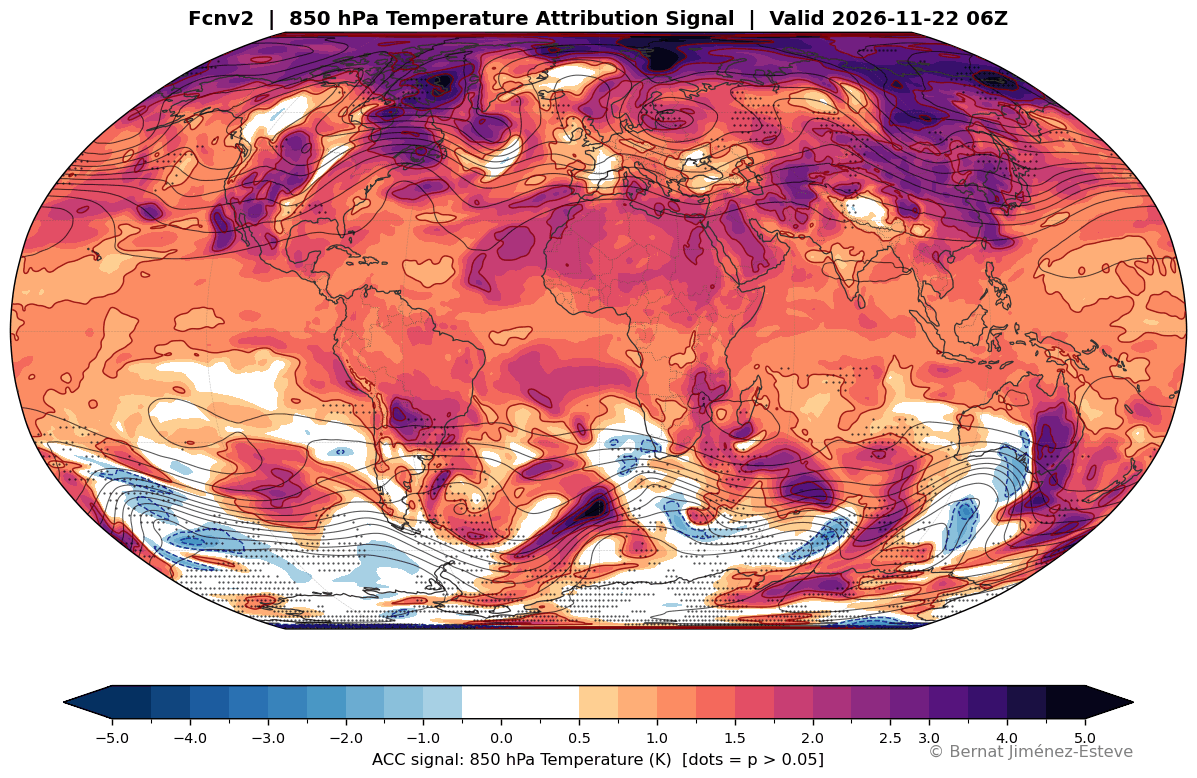 Fcnv2 | 850 hPa Temperature Attribution Signal | Valid 2026-11-22 06Z
−5.0 −4.0 −3.0 −2.0 −1.0 0.0 0.5 1.0 1.5 2.0 2.5 3.0 4.0 5.0
© Bernat Jiménez-Esteve
ACC signal: 850 hPa Temperature (K) [dots = p > 0.05]